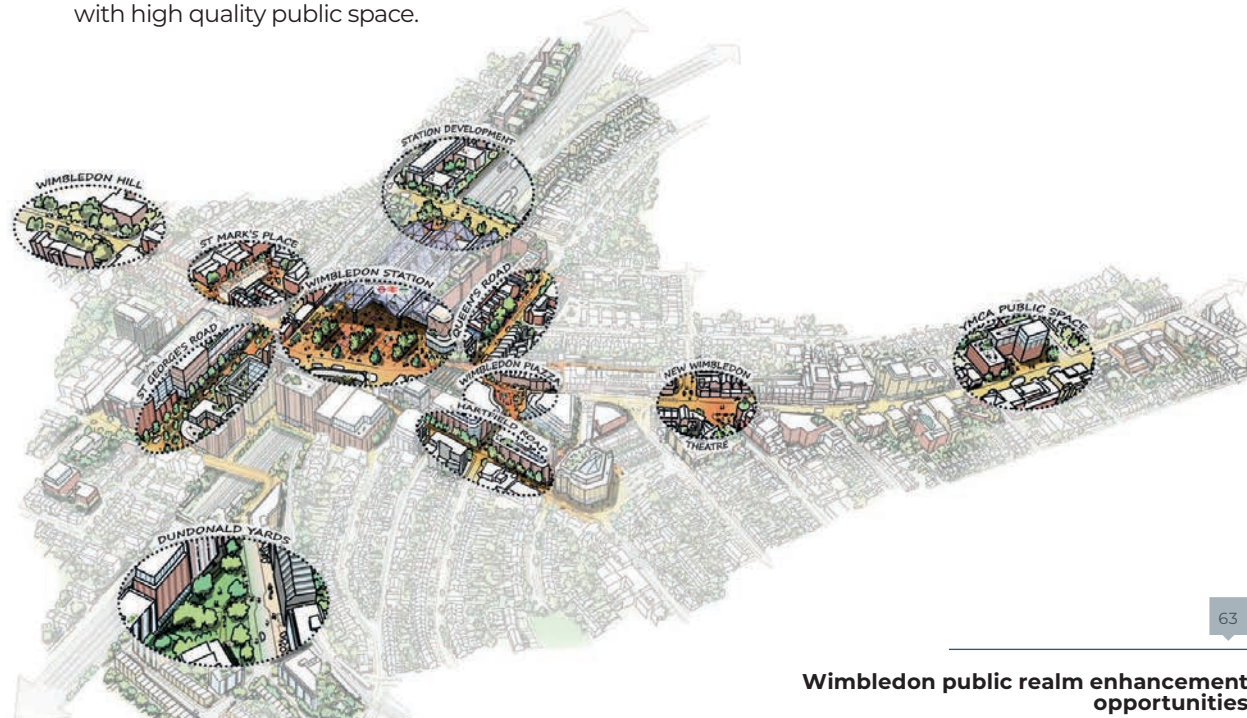 with high quality public space.
STATION DEVELOPMENT
WIMBLEDON HILL
ST MARK'S PLACE
WIMBLEDON STATION
QUEEN'S ROAD
YMCA PUBLIC SPACE
ST GEORGE'S ROAD
WIMBLEDON PIAZZA
NEW WIMBLEDON
THEATRE
HARTFIELD ROAD
DUNDONALD YARDS
63
Wimbledon public realm enhancement
opportunities